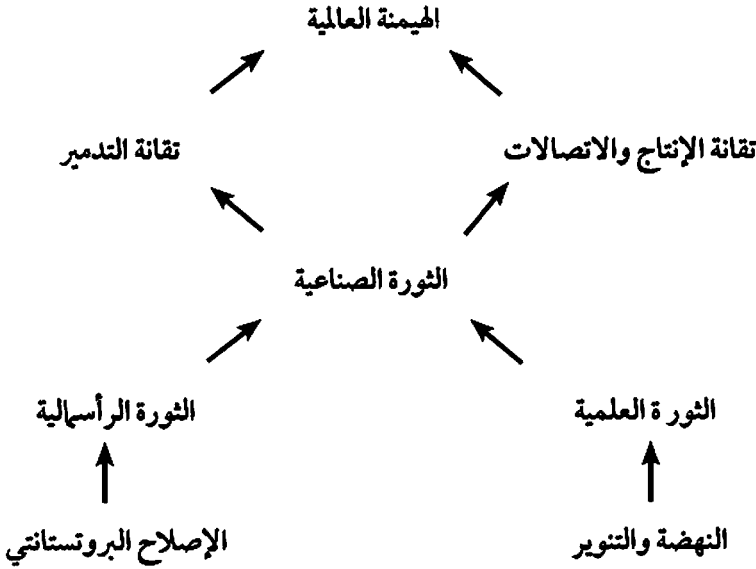 الهيمنة العالمية
تقانة الإنتاج والاتصالات
تقانة التدمير
الثورة الصناعية
الثورة العلمية
الثورة الرأسمالية
النهضة والتنوير
الإصلاح البروتستانتي